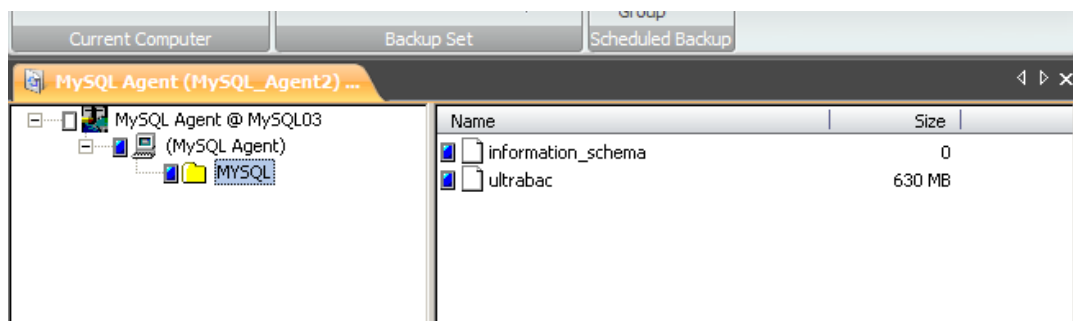 Group
Current Computer
Backup Set
Scheduled Backup
MySQL Agent (MySQL_Agent2) ...
MySQL Agent @ MySQL03
(MySQL Agent)
MYSQL
Name Size
information_schema 0
ultrabac 630 MB